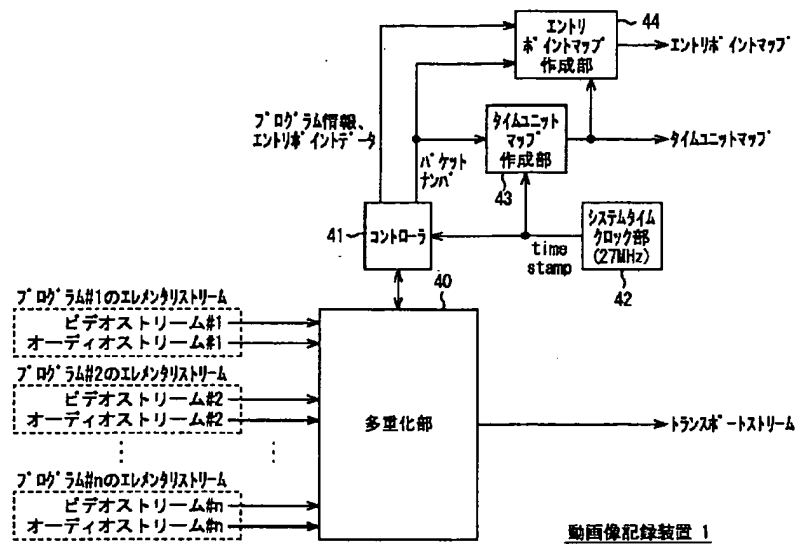 44
エントリ
ポイントマップ
作成部
エントリポイントマップ
プログラム情報、
エントリポイントデータ
タイムユニット
マップ
作成部
タイムユニットマップ
パケット
ナンバ
43
41
コントローラ
システムタイム
クロック部
(27MHz)
time
stamp
42
40
プログラム#1のエレメンタリストリーム
ビデオストリーム#1
オーディオストリーム#1
プログラム#2のエレメンタリストリーム
ビデオストリーム#2
オーディオストリーム#2
多重化部
トランスポートストリーム
プログラム#nのエレメンタリストリーム
ビデオストリーム#n
オーディオストリーム#n
動画像記録装置 1